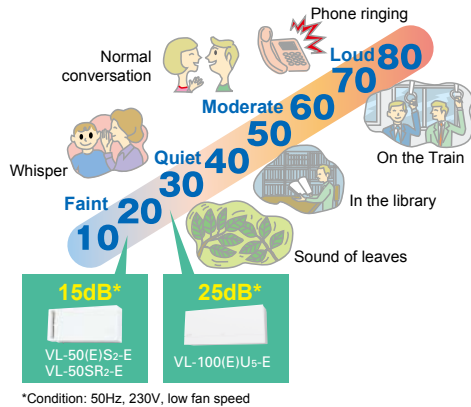 Phone ringing
Normal
conversation
Loud 80
70
Moderate 60
50
Whisper
Quiet 40
30
On the Train
In the library
Faint 20
10
Sound of leaves
15dB*
25dB*
VL-50(E)S2-E
VL-50SR2-E
VL-100(E)U5-E
*Condition: 50Hz, 230V, low fan speed